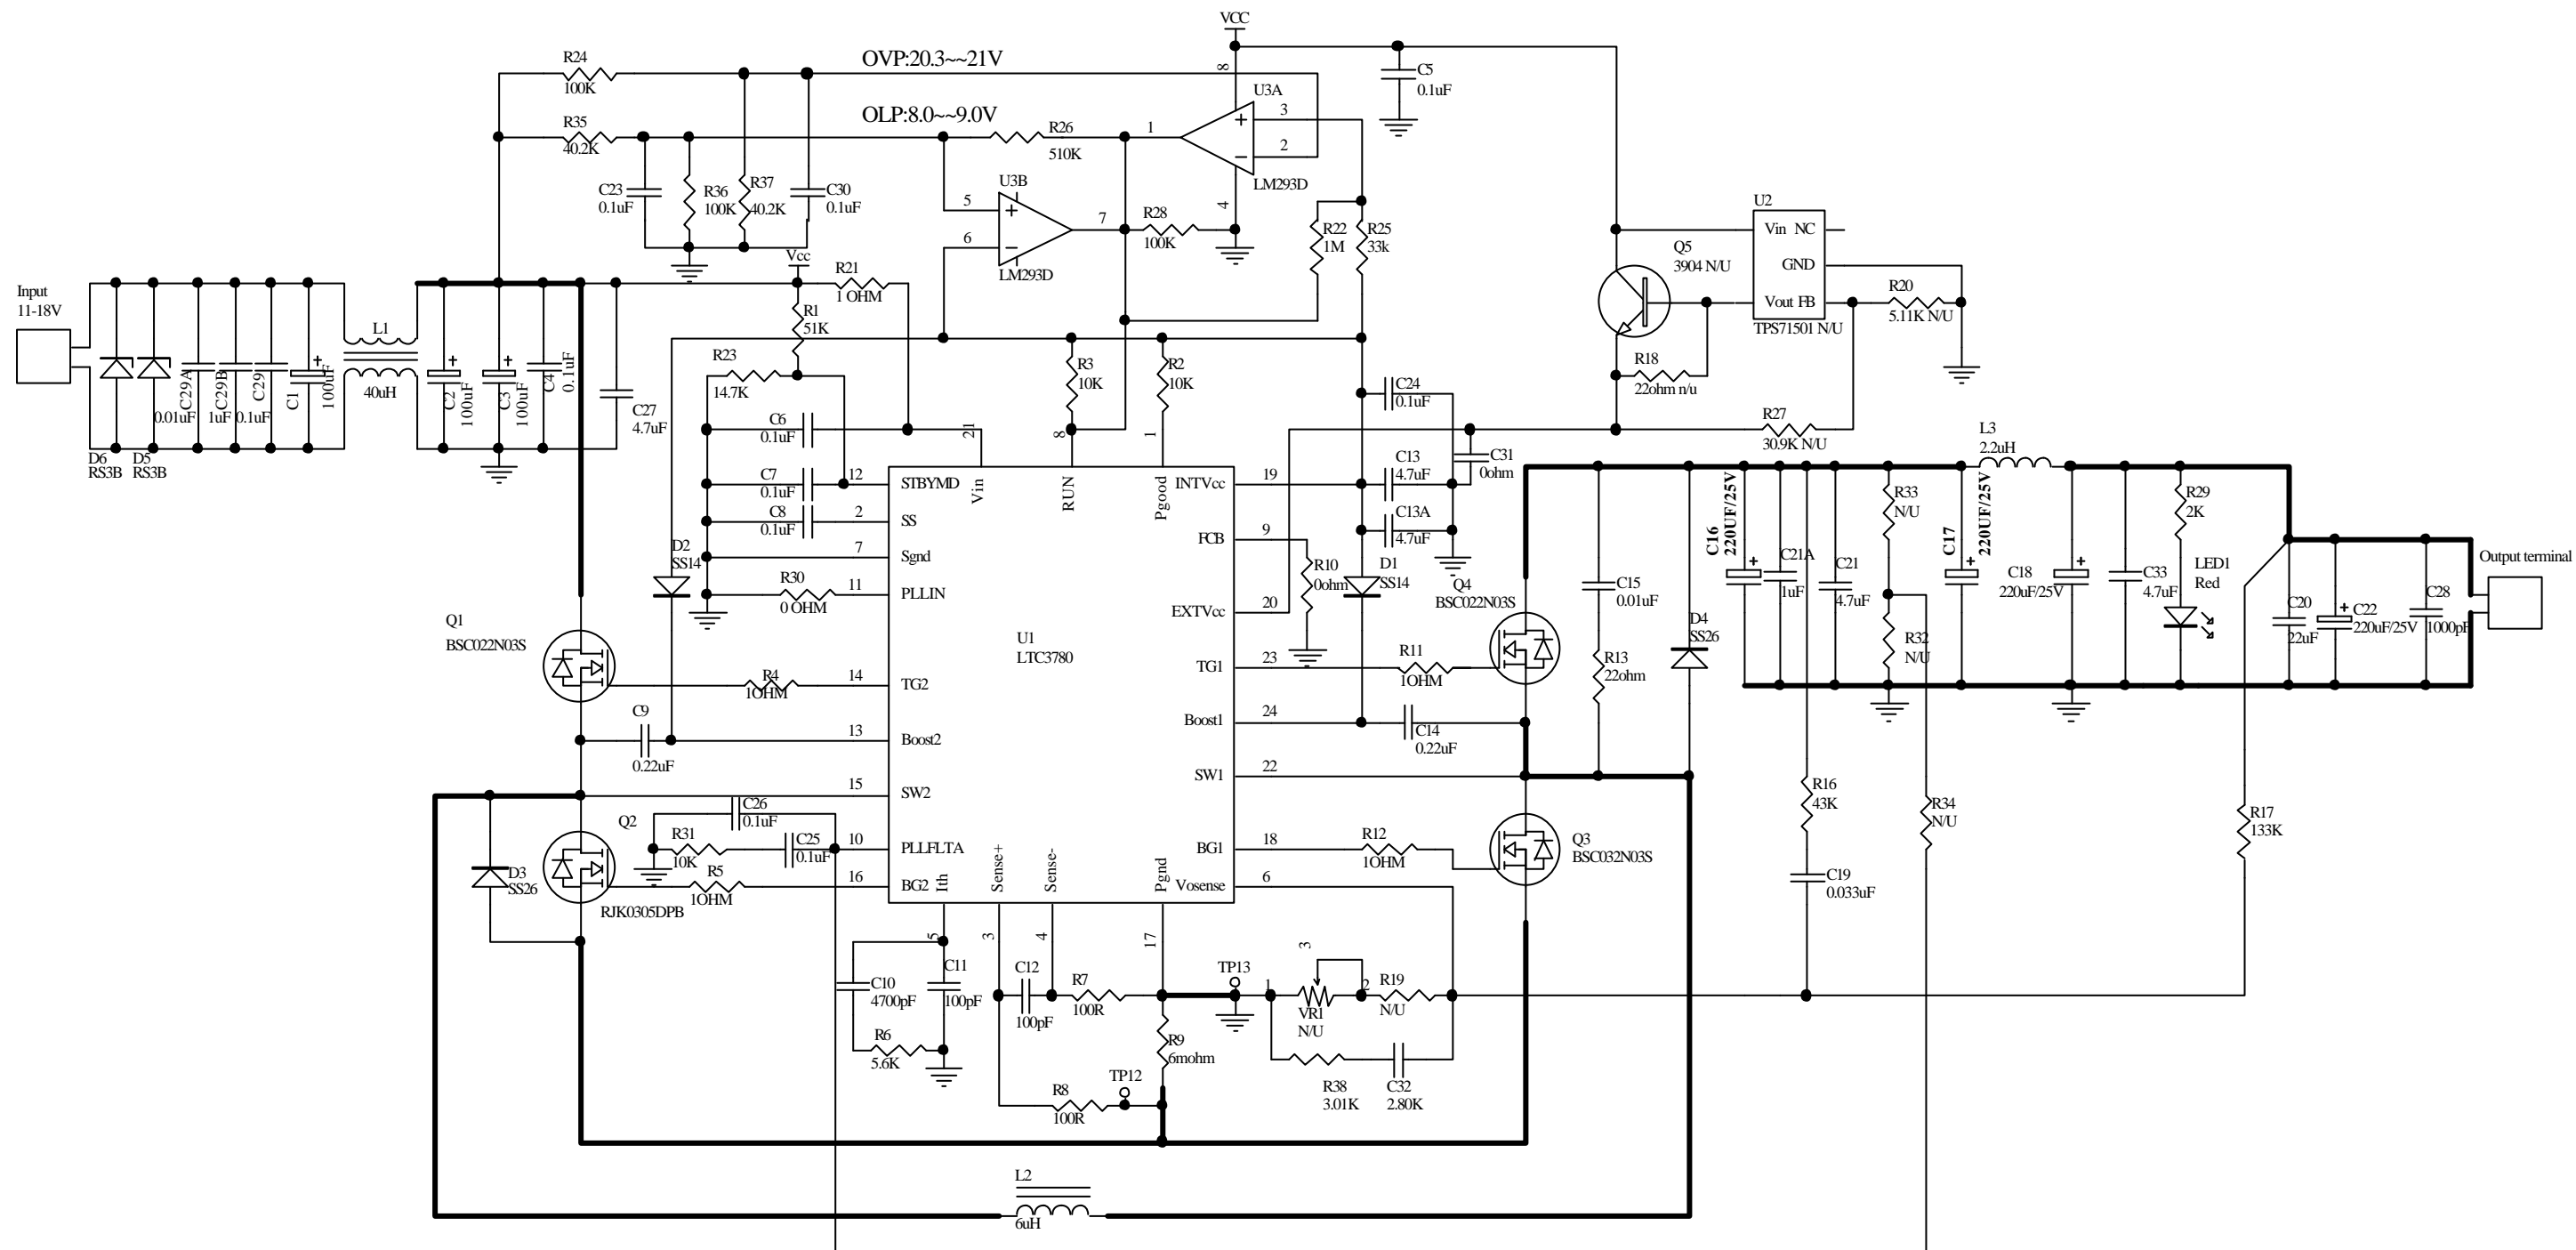 VCC
R24
100K
OVP:20.3~~21V
8
C5
0.1uF
U3A
R35
40.2K
OLP:8.0~~9.0V
R26
510K
1
3
2
LM293D
C23
0.1uF
R36
100K
R37
40.2K
C30
0.1uF
U3B
5
6
7
LM293D
R28
100K
4
R22
1M
R25
33k
U2
Vin NC
GND
Vout FB
TPS71501 N/U
Q5
3904 N/U
R20
5.11K N/U
R18
22ohm n/u
R27
30.9K N/U
Vcc
R21
1 OHM
R1
51K
Input
11-18V
L1
40uH
D6
RS3B
D5
RS3B
C29A
0.01uF
C29B
1uF
C29
0.1uF
C1
100uF
C2
100uF
C3
100uF
C4
0.1uF
C27
4.7uF
R23
14.7K
R3
10K
R2
10K
C24
0.1uF
C6
0.1uF
21
8
1
C7
0.1uF
12
STBYMD
Vin
RUN
Pgood
INTVcc
19
C13
4.7uF
C31
0ohm
C8
0.1uF
2
SS
C13A
4.7uF
7
Sgnd
FCB
9
R10
0ohm
D2
SS14
R30
0 OHM
11
PLLIN
D1
SS14
EXTVcc
20
Q4
BSC022N03S
U1
LTC3780
Q1
BSC022N03S
R4
1OHM
14
TG2
TG1
23
R11
1OHM
C9
0.22uF
13
Boost2
Boost1
24
C14
0.22uF
15
SW2
SW1
22
C26
0.1uF
R31
10K
C25
0.1uF
10
PLLFLTA
BG1
18
R12
1OHM
Q3
BSC032N03S
Q2
RJK0305DPB
D3
SS26
R5
1OHM
16
BG2
Ith
Sense+
Sense-
Pgnd
Vosense
6
5
3
4
17
C10
4700pF
C11
100pF
R6
5.6K
C12
100pF
R7
100R
R9
6mohm
R8
100R
TP12
TP13
1
3
VR1
N/U
2
R19
N/U
R38
3.01K
C32
2.80K
L2
6uH
C15
0.01uF
R13
22ohm
D4
SS26
C16
220UF/25V
C21A
1uF
C21
4.7uF
R33
N/U
R32
N/U
C17
220UF/25V
L3
2.2uH
C18
220uF/25V
C33
4.7uF
R29
2K
LED1
Red
C20
22uF
C22
220uF/25V
C28
1000pF
Output terminal
R16
43K
C19
0.033uF
R34
N/U
R17
133K